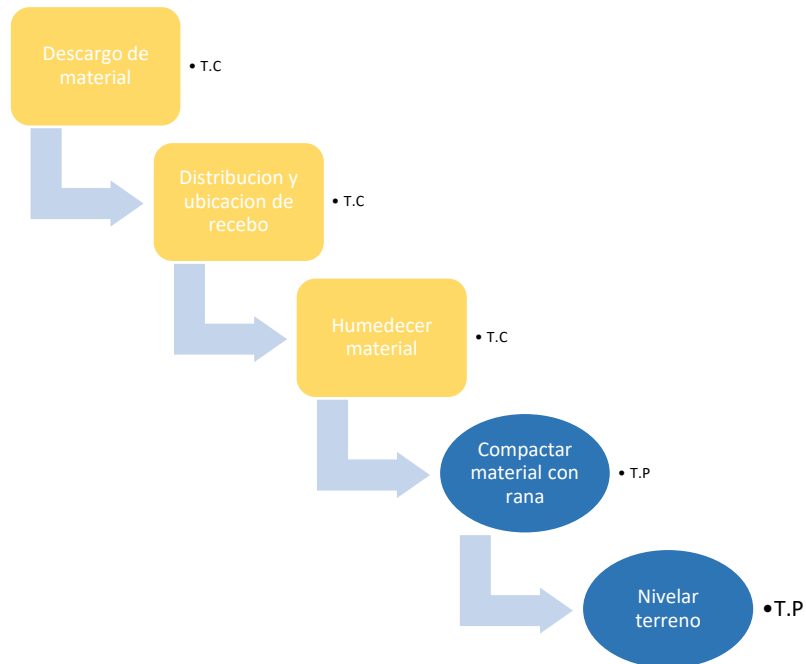 Descargo de
material
• T.C
Distribucion y
ubicacion de
recebo
• T.C
Humedecer
material
• T.C
Compactar
material con
rana
• T.P
Nivelar
terreno
•T.P